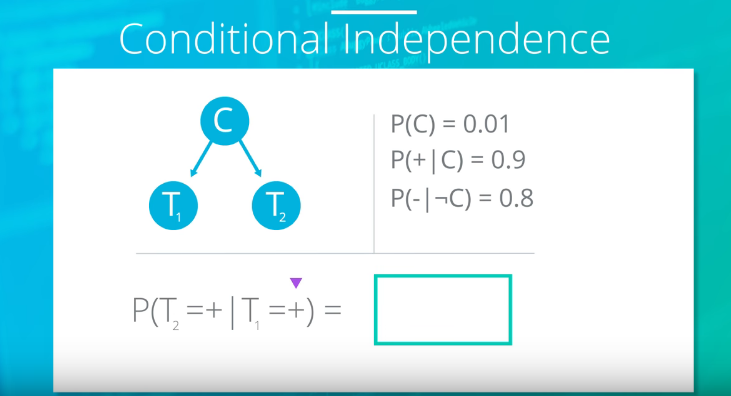 Conditional Independence
C
T₁ T₂
P(C) = 0.01
P(+|C) = 0.9
P(-|¬C) = 0.8
P(T₂ =+|T₁ =+) =